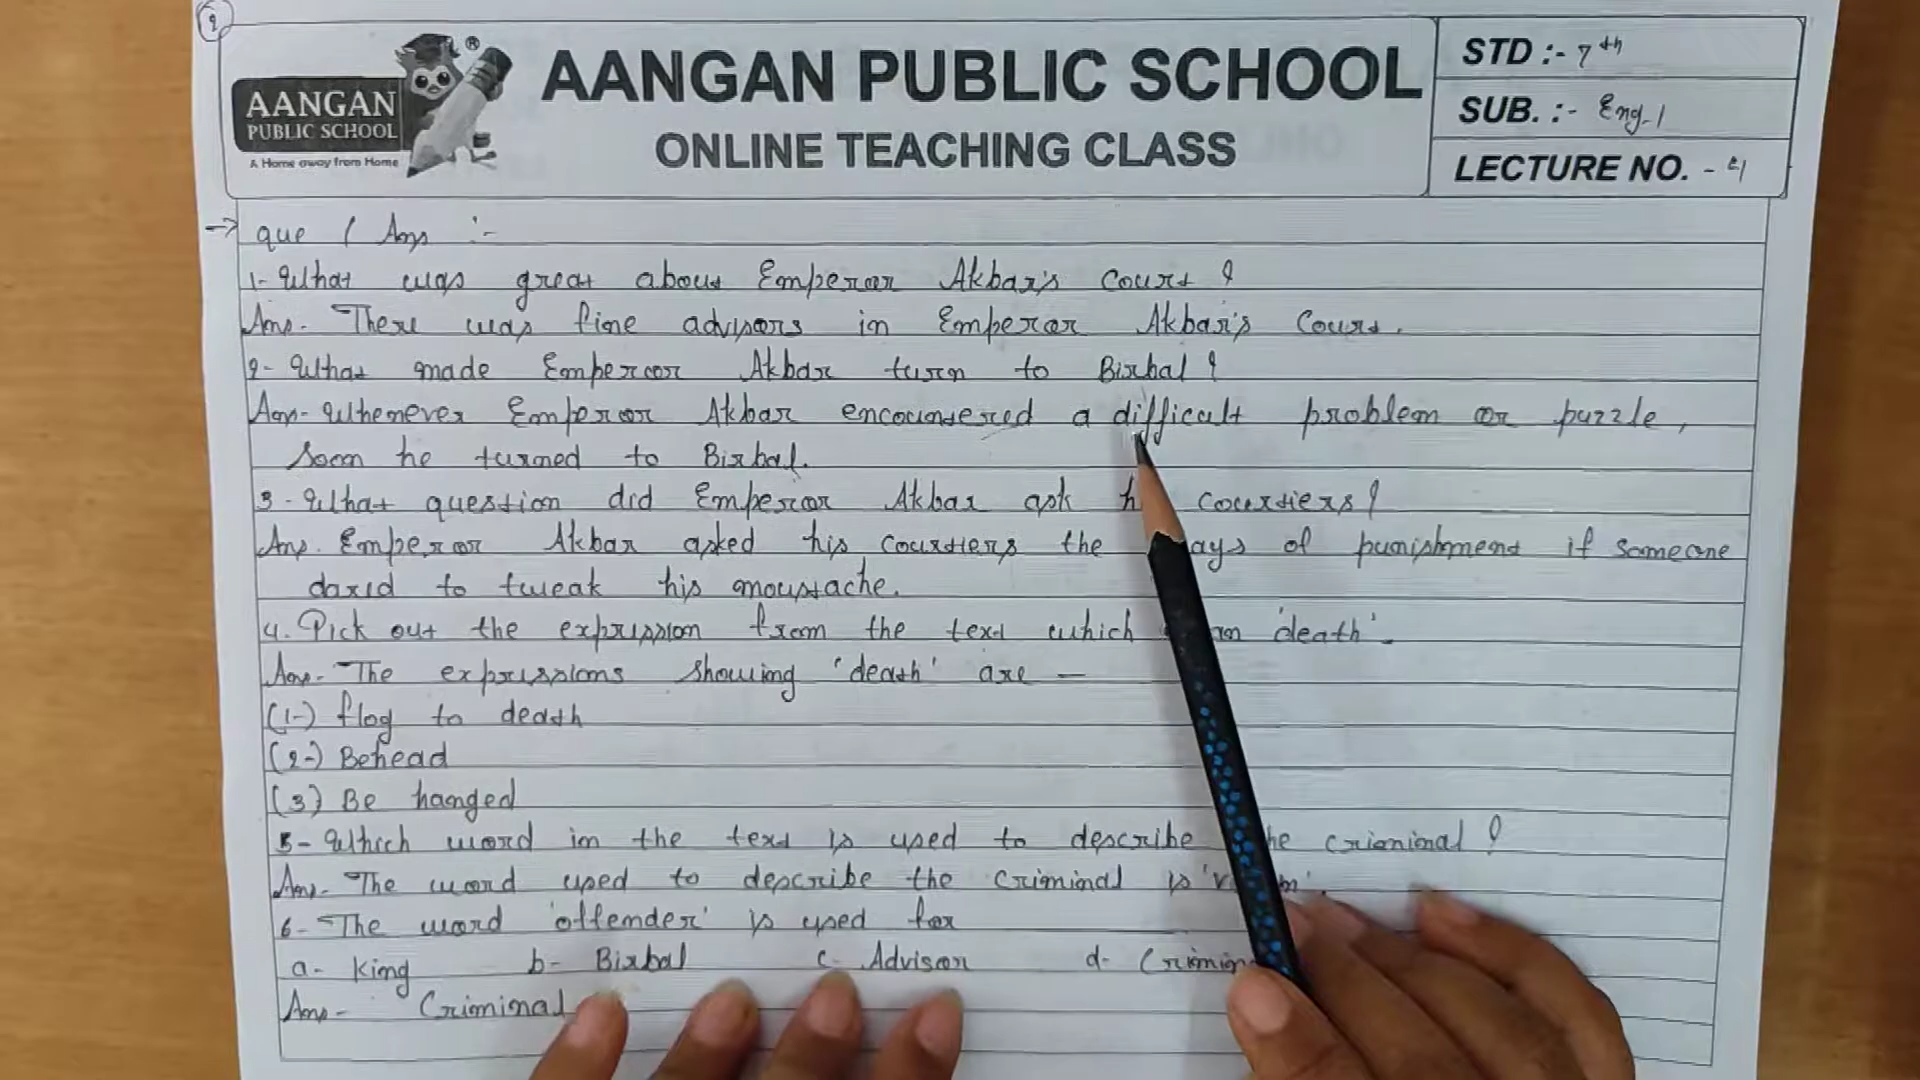 2
AANGAN
PUBLIC SCHOOL
A Home away from Home
®
AANGAN PUBLIC SCHOOL
ONLINE TEACHING CLASS
STD :- 7th
SUB. :- Eng-1
LECTURE NO. - 4
→ que / Ans :-
1- What was great about Emperor Akbar's Court ?
Ans- There was fine advisors in Emperor Akbar's Court.
2- What made Emperor Akbar turn to Birbal ?
Ans- Whenever Emperor Akbar encountered a difficult problem or puzzle,
soon he turned to Birbal.
3- What question did Emperor Akbar ask courtiers ?
Ans. Emperor Akbar asked his courtiers the of punishment if someone
dared to tweak his moustache.
4. Pick out the expression from the text which 'death'.
Ans- The expressions showing 'death' are —
(1-) flog to death
(2-) Behead
(3) Be hanged
5- Which word in the text is used to describe criminal ?
Ans- The word used to describe the Criminal is
6- The word 'offender' is used for
a- King b- Birbal c- Advisor d-
Ans- Criminal